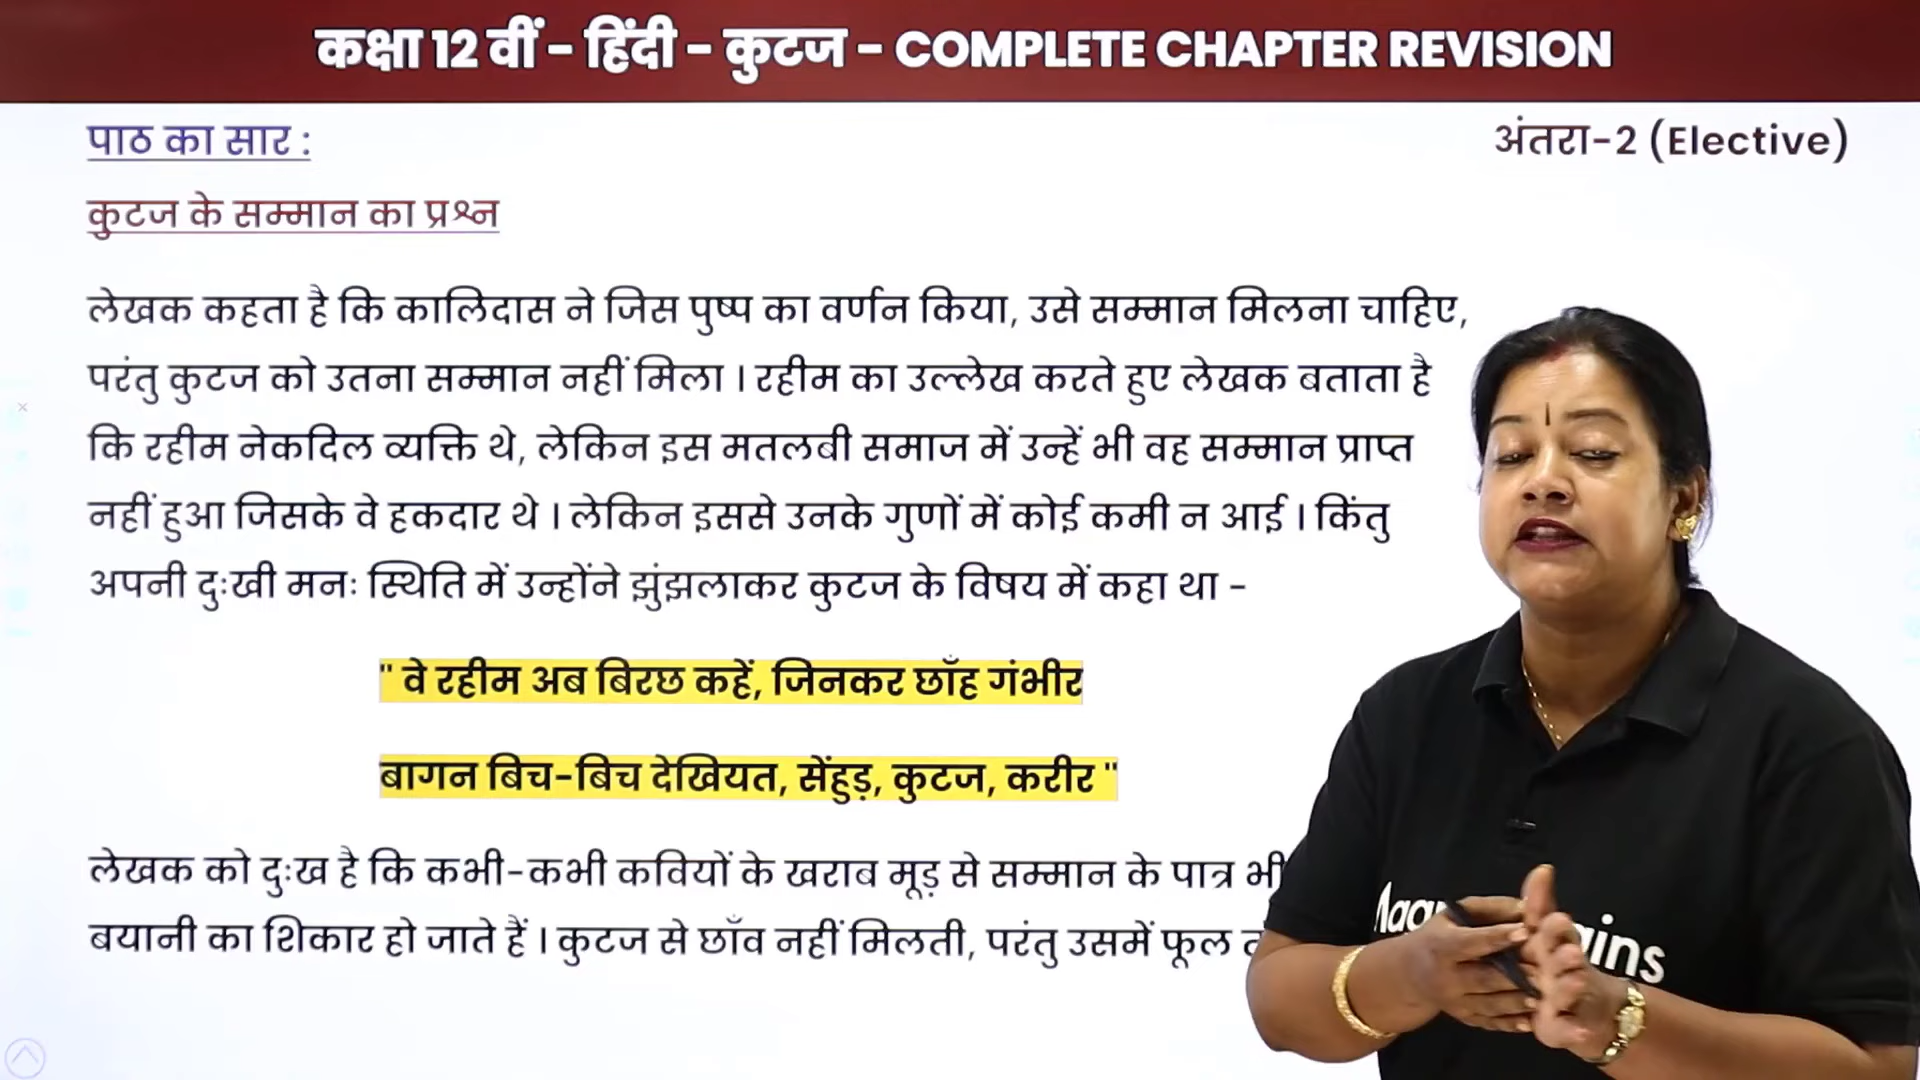 कक्षा 12 वीं - हिंदी - कुटज - COMPLETE CHAPTER REVISION
पाठ का सार :
अंतरा-2 (Elective)
कुटज के सम्मान का प्रश्न
लेखक कहता है कि कालिदास ने जिस पुष्प का वर्णन किया, उसे सम्मान मिलना चाहिए,
परंतु कुटज को उतना सम्मान नहीं मिला । रहीम का उल्लेख करते हुए लेखक बताता है
कि रहीम नेकदिल व्यक्ति थे, लेकिन इस मतलबी समाज में उन्हें भी वह सम्मान प्राप्त
नहीं हुआ जिसके वे हकदार थे । लेकिन इससे उनके गुणों में कोई कमी न आई । किंतु
अपनी दुःखी मनः स्थिति में उन्होंने झुंझलाकर कुटज के विषय में कहा था -
" वे रहीम अब बिरछ कहें, जिनकर छाँह गंभीर
बागन बिच-बिच देखियत, सेंहुड़, कुटज, करीर "
लेखक को दुःख है कि कभी-कभी कवियों के खराब मूड़ से सम्मान के पात्र भी
बयानी का शिकार हो जाते हैं । कुटज से छाँव नहीं मिलती, परंतु उसमें फूल